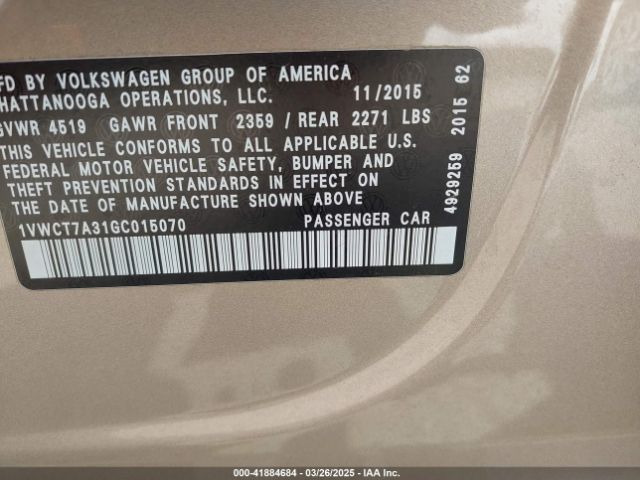 MFD BY VOLKSWAGEN GROUP OF AMERICA
CHATTANOOGA OPERATIONS, LLC. 11/2015
GVWR 4519 GAWR FRONT 2359 / REAR 2271 LBS
THIS VEHICLE CONFORMS TO ALL APPLICABLE U.S.
FEDERAL MOTOR VEHICLE SAFETY, BUMPER AND
THEFT PREVENTION STANDARDS IN EFFECT ON
THE DATE OF MANUFACTURE SHOWN ABOVE
1VWCT7A31GC015070 PASSENGER CAR
4929259 2015 62
000-41884684 | 03/26/2025 - IAA Inc.